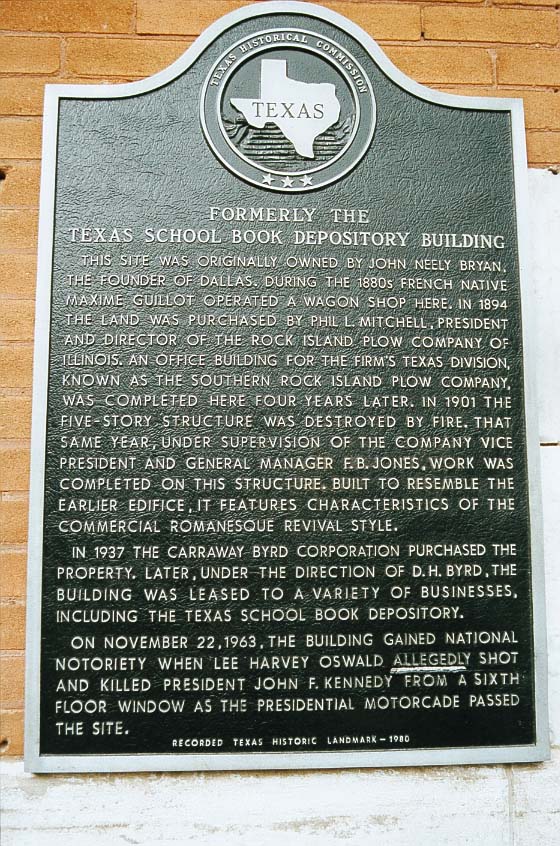 TEXAS HISTORICAL COMMISSION
TEXAS
FORMERLY THE
TEXAS SCHOOL BOOK DEPOSITORY BUILDING
THIS SITE WAS ORIGINALLY OWNED BY JOHN NEELY BRYAN,
THE FOUNDER OF DALLAS. DURING THE 1880s FRENCH NATIVE
MAXIME GUILLOT OPERATED A WAGON SHOP HERE. IN 1894
THE LAND WAS PURCHASED BY PHIL L. MITCHELL, PRESIDENT
AND DIRECTOR OF THE ROCK ISLAND PLOW COMPANY OF
ILLINOIS. AN OFFICE BUILDING FOR THE FIRM'S TEXAS DIVISION,
KNOWN AS THE SOUTHERN ROCK ISLAND PLOW COMPANY,
WAS COMPLETED HERE FOUR YEARS LATER. IN 1901 THE
FIVE-STORY STRUCTURE WAS DESTROYED BY FIRE. THAT
SAME YEAR, UNDER SUPERVISION OF THE COMPANY VICE
PRESIDENT AND GENERAL MANAGER F.B. JONES, WORK WAS
COMPLETED ON THIS STRUCTURE. BUILT TO RESEMBLE THE
EARLIER EDIFICE, IT FEATURES CHARACTERISTICS OF THE
COMMERCIAL ROMANESQUE REVIVAL STYLE.
IN 1937 THE CARRAWAY BYRD CORPORATION PURCHASED THE
PROPERTY. LATER, UNDER THE DIRECTION OF D.H. BYRD, THE
BUILDING WAS LEASED TO A VARIETY OF BUSINESSES,
INCLUDING THE TEXAS SCHOOL BOOK DEPOSITORY.
ON NOVEMBER 22, 1963, THE BUILDING GAINED NATIONAL
NOTORIETY WHEN LEE HARVEY OSWALD ALLEGEDLY SHOT
AND KILLED PRESIDENT JOHN F. KENNEDY FROM A SIXTH
FLOOR WINDOW AS THE PRESIDENTIAL MOTORCADE PASSED
THE SITE.
RECORDED TEXAS HISTORIC LANDMARK – 1980